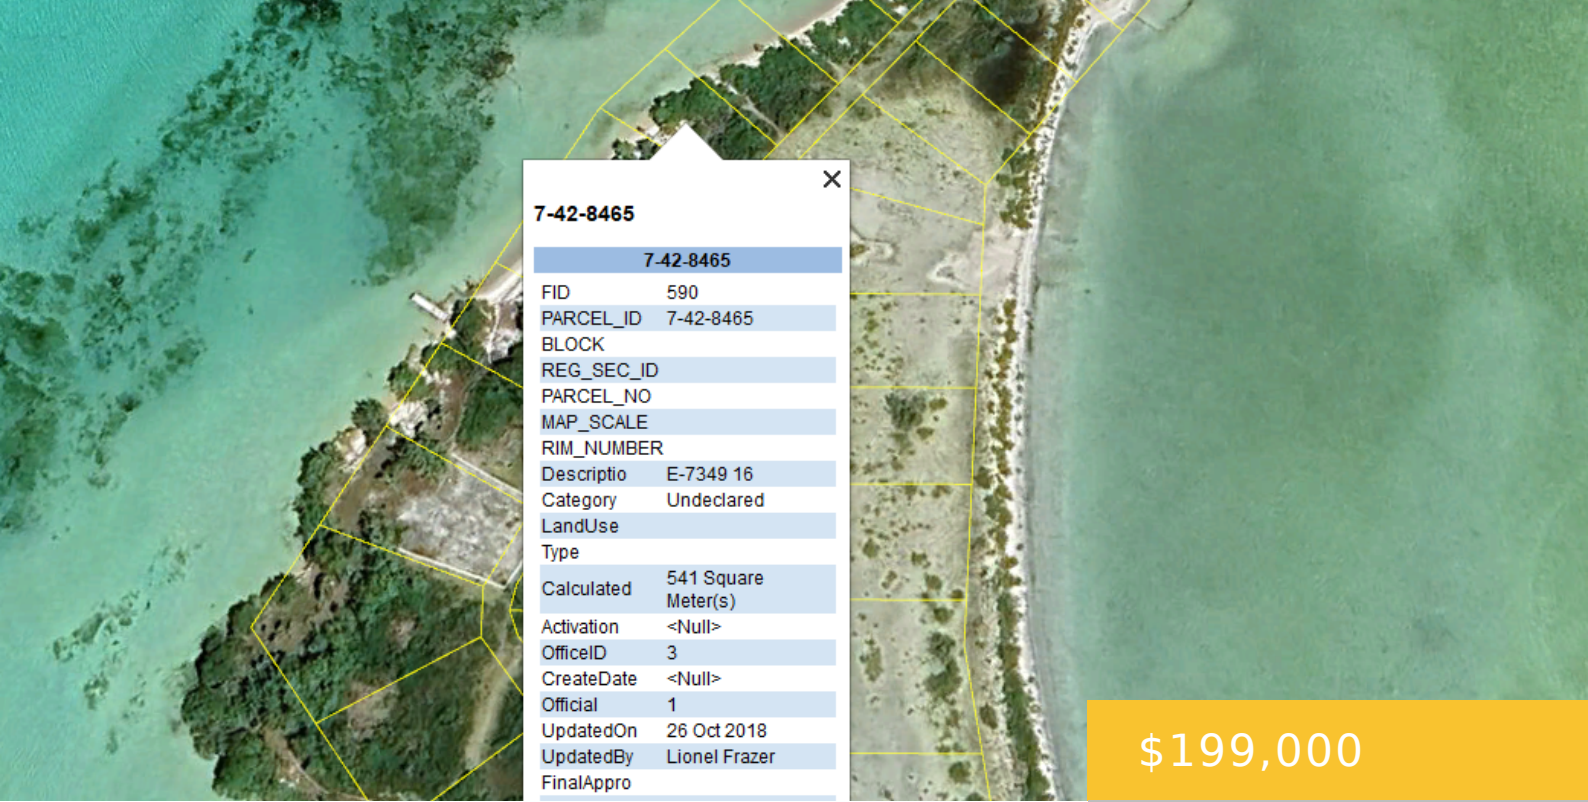 7-42-8465
7-42-8465
FID 590
PARCEL_ID 7-42-8465
BLOCK
REG_SEC_ID
PARCEL_NO
MAP_SCALE
RIM_NUMBER
Descriptio E-7349 16
Category Undeclared
LandUse
Type
Calculated 541 Square
Meter(s)
Activation <Null>
OfficeID 3
CreateDate <Null>
Official 1
UpdatedOn 26 Oct 2018
UpdatedBy Lionel Frazer
FinalAppro
$199,000